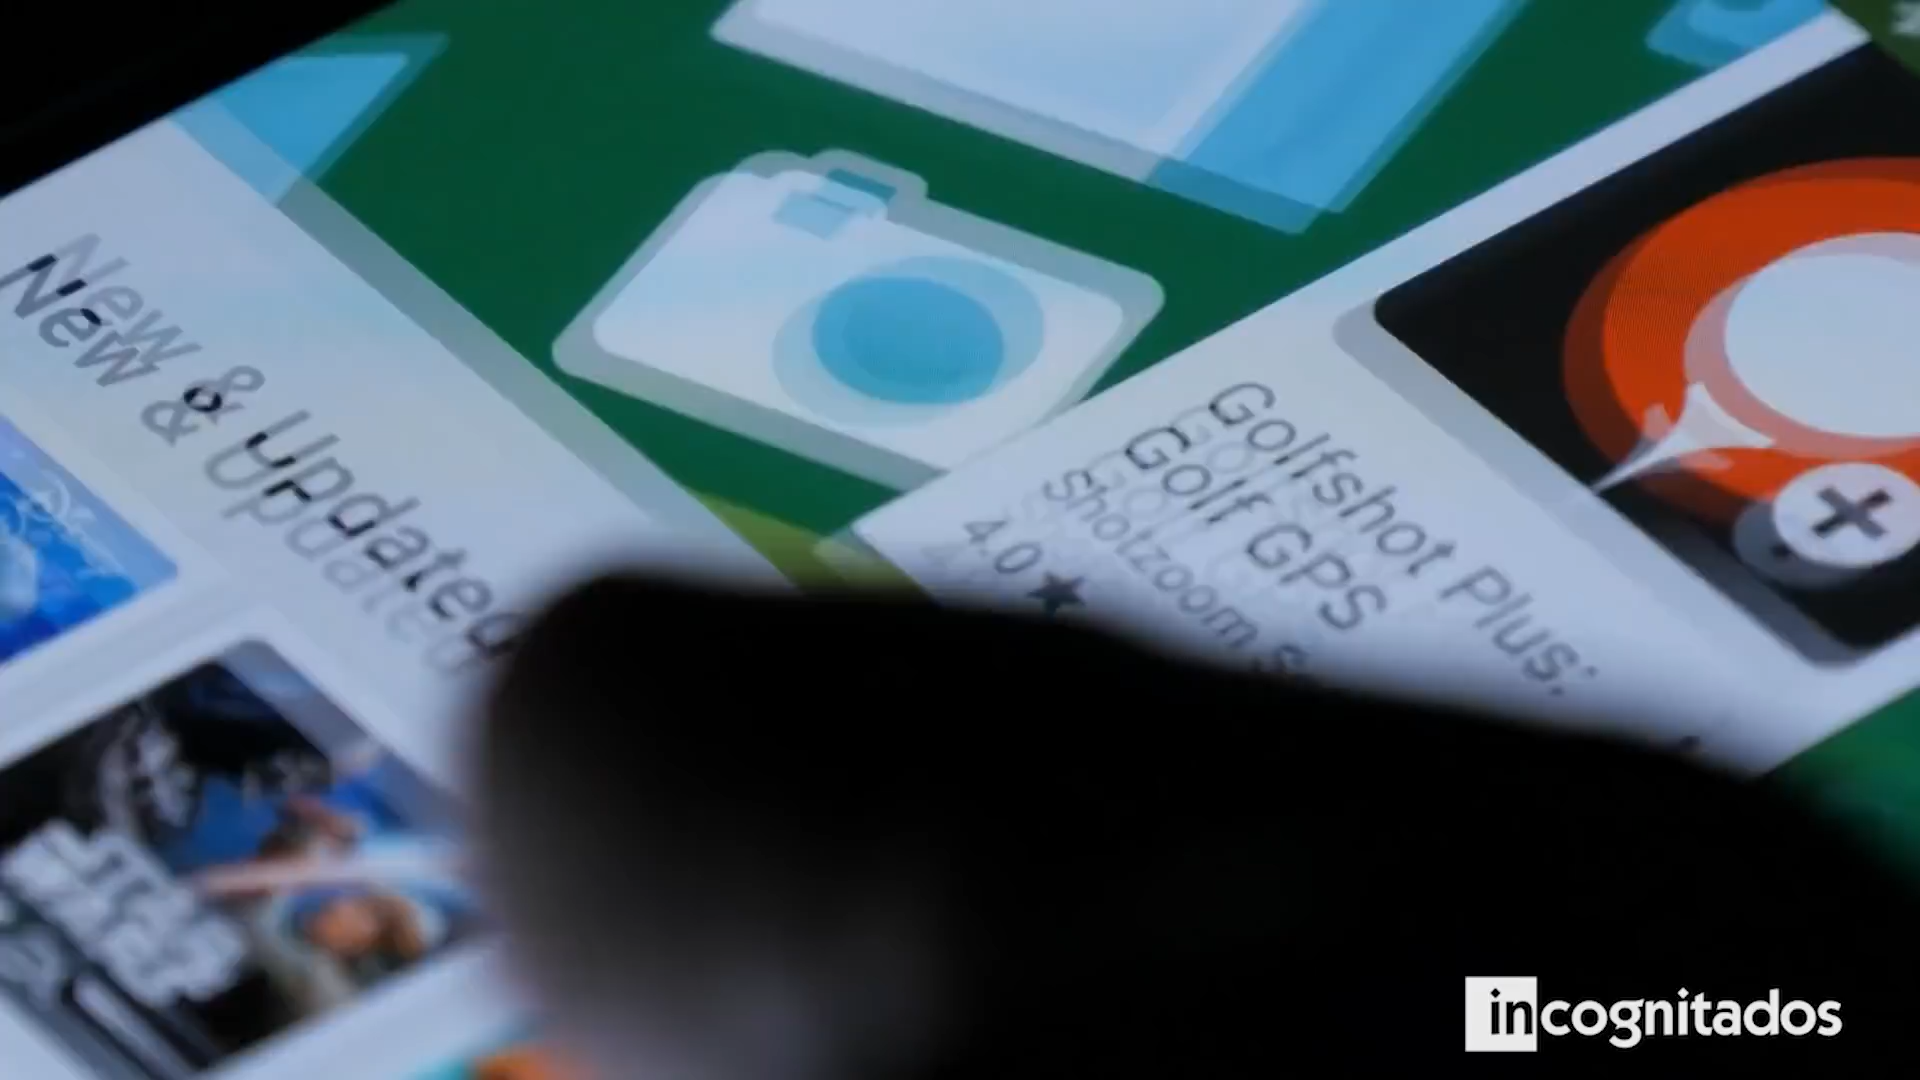 New & Updated
Golfshot Plus:
Golf GPS
Shotzoom S
4.0★
incognitados